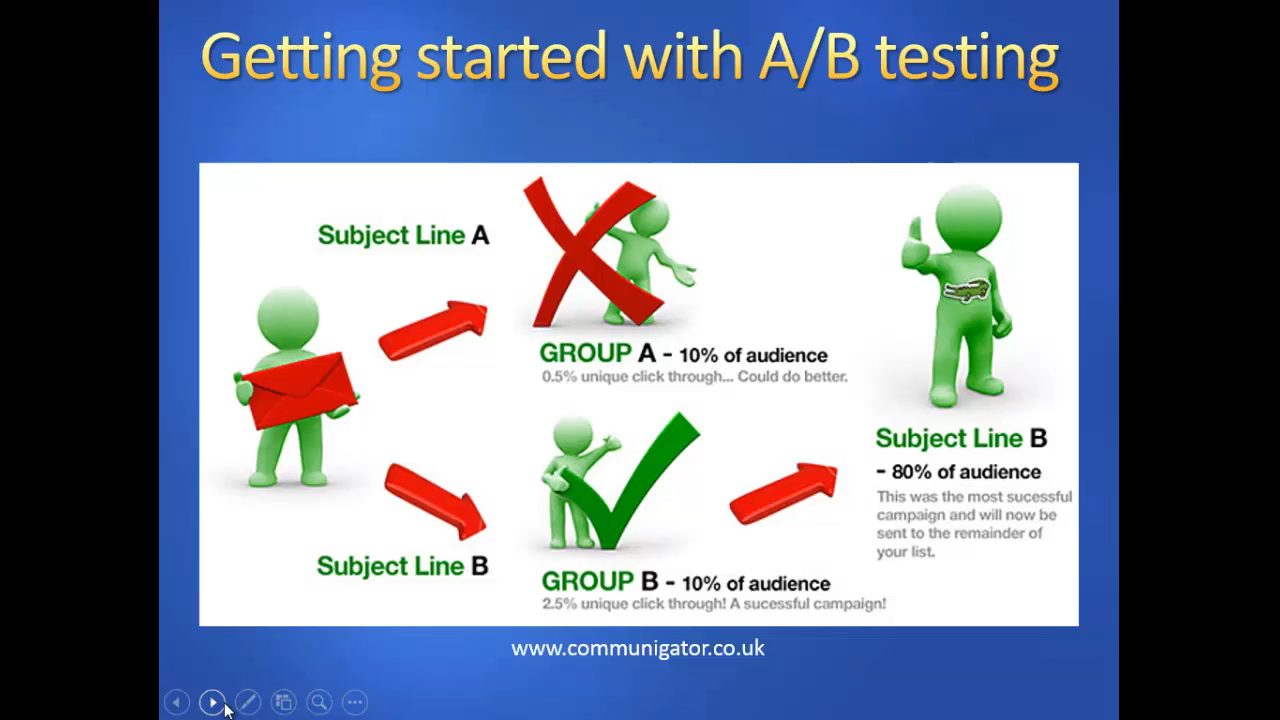 Getting started with A/B testing
Subject Line A
GROUP A - 10% of audience
0.5% unique click through... Could do better.
Subject Line B
GROUP B - 10% of audience
2.5% unique click through! A sucessful campaign!
Subject Line B
- 80% of audience
This was the most sucessful
campaign and will now be
sent to the remainder of
your list.
www.communigator.co.uk